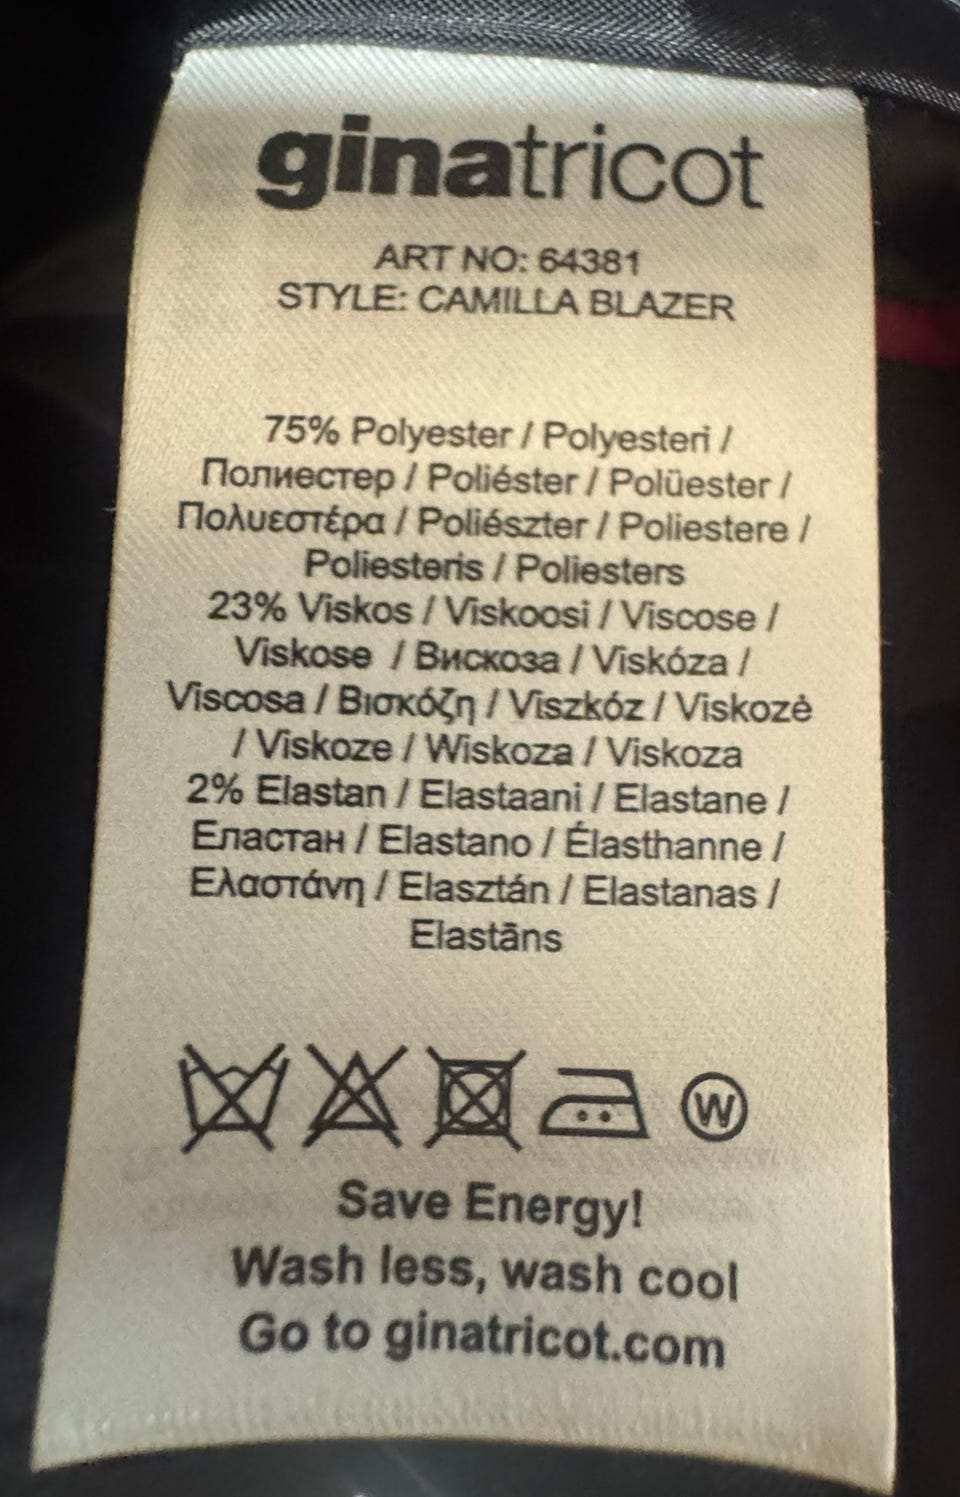 ginatricot
ART NO: 64381
STYLE: CAMILLA BLAZER
75% Polyester / Polyesteri /
Полиестер / Poliéster / Polüester /
Πολυεστέρα / Poliészter / Poliestere /
Poliesteris / Poliesters
23% Viskos / Viskoosi / Viscose /
Viskose / Вискоза / Viskóza /
Viscosa / Βισκόζη / Viszkóz / Viskozė
/ Viskoze / Wiskoza / Viskoza
2% Elastan / Elastaani / Elastane /
Еластан / Elastano / Élasthanne /
Ελαστάνη / Elasztán / Elastanas /
Elastāns
W
Save Energy!
Wash less, wash cool
Go to ginatricot.com